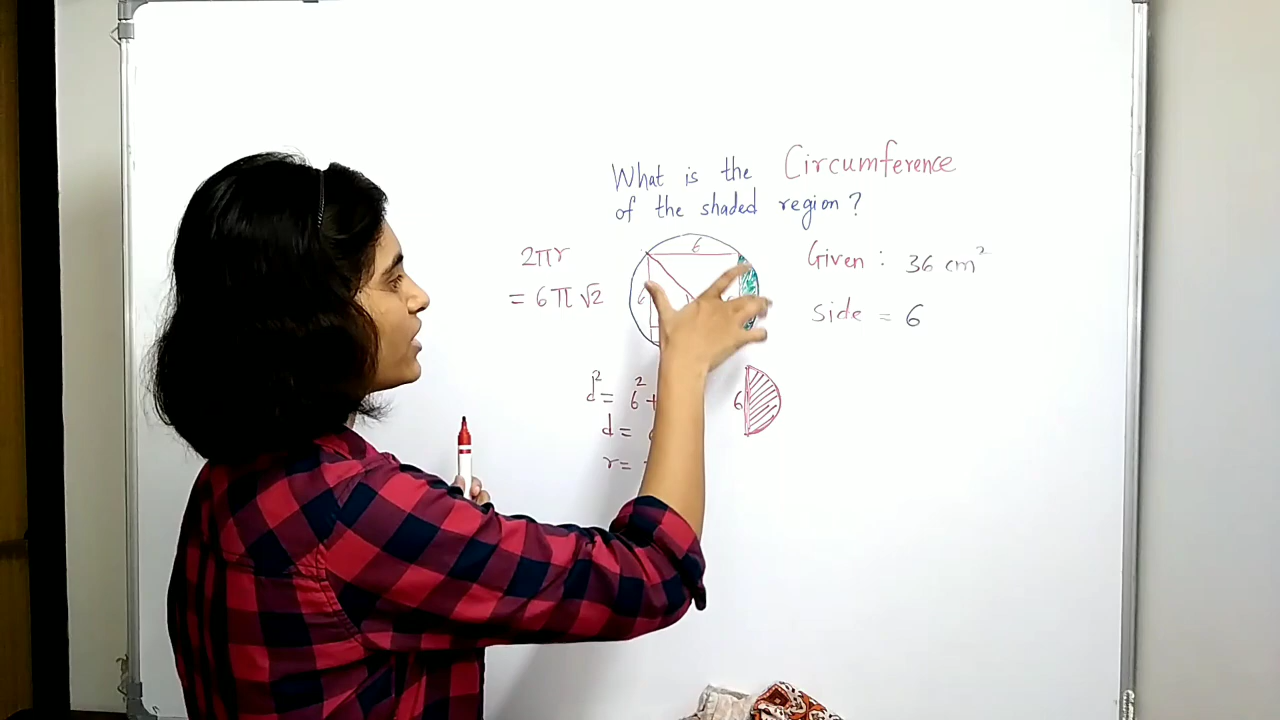 What is the Circumference
of the shaded region?
2πr
= 6π√2
6
Given: 36 cm²
Side = 6
d² = 6² +
d =
r =
6